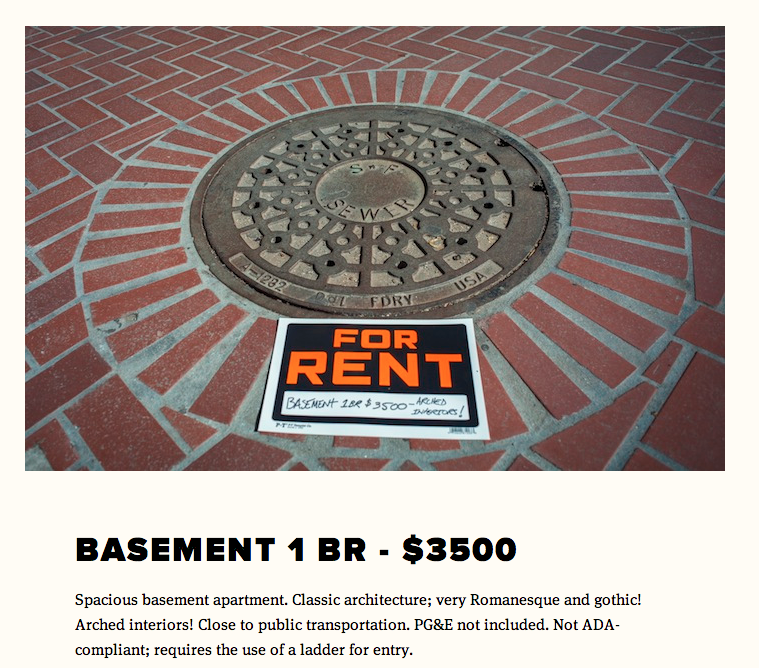 S F
SEWER
A-1292
FDRY USA
FOR
RENT
BASEMENT 1BR $3500- ARCHED
INTERIORS!
BASEMENT 1 BR - $3500
Spacious basement apartment. Classic architecture; very Romanesque and gothic!
Arched interiors! Close to public transportation. PG&E not included. Not ADA-
compliant; requires the use of a ladder for entry.